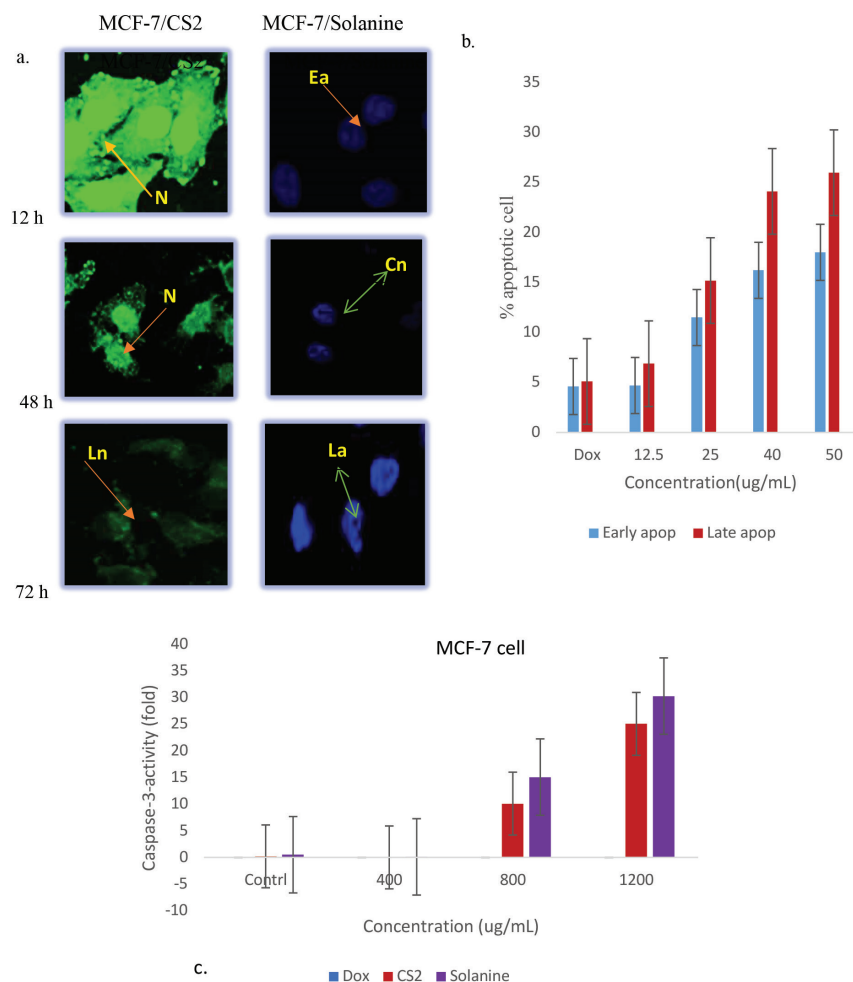 MCF-7/CS2 MCF-7/Solanine
a.
MCF-7/CS2
Ea
N
12 h
N
Cn
48 h
Ln
La
72 h
b.
35
30
25
20
15
10
5
0
% apoptotic cell
Dox 12.5 25 40 50
Concentration(ug/mL)
Early apop Late apop
MCF-7 cell
40
35
30
25
20
15
10
5
0
-5
-10
Caspase-3-activity (fold)
Contrl 400 800 1200
Concentration (ug/mL)
c.
Dox CS2 Solanine